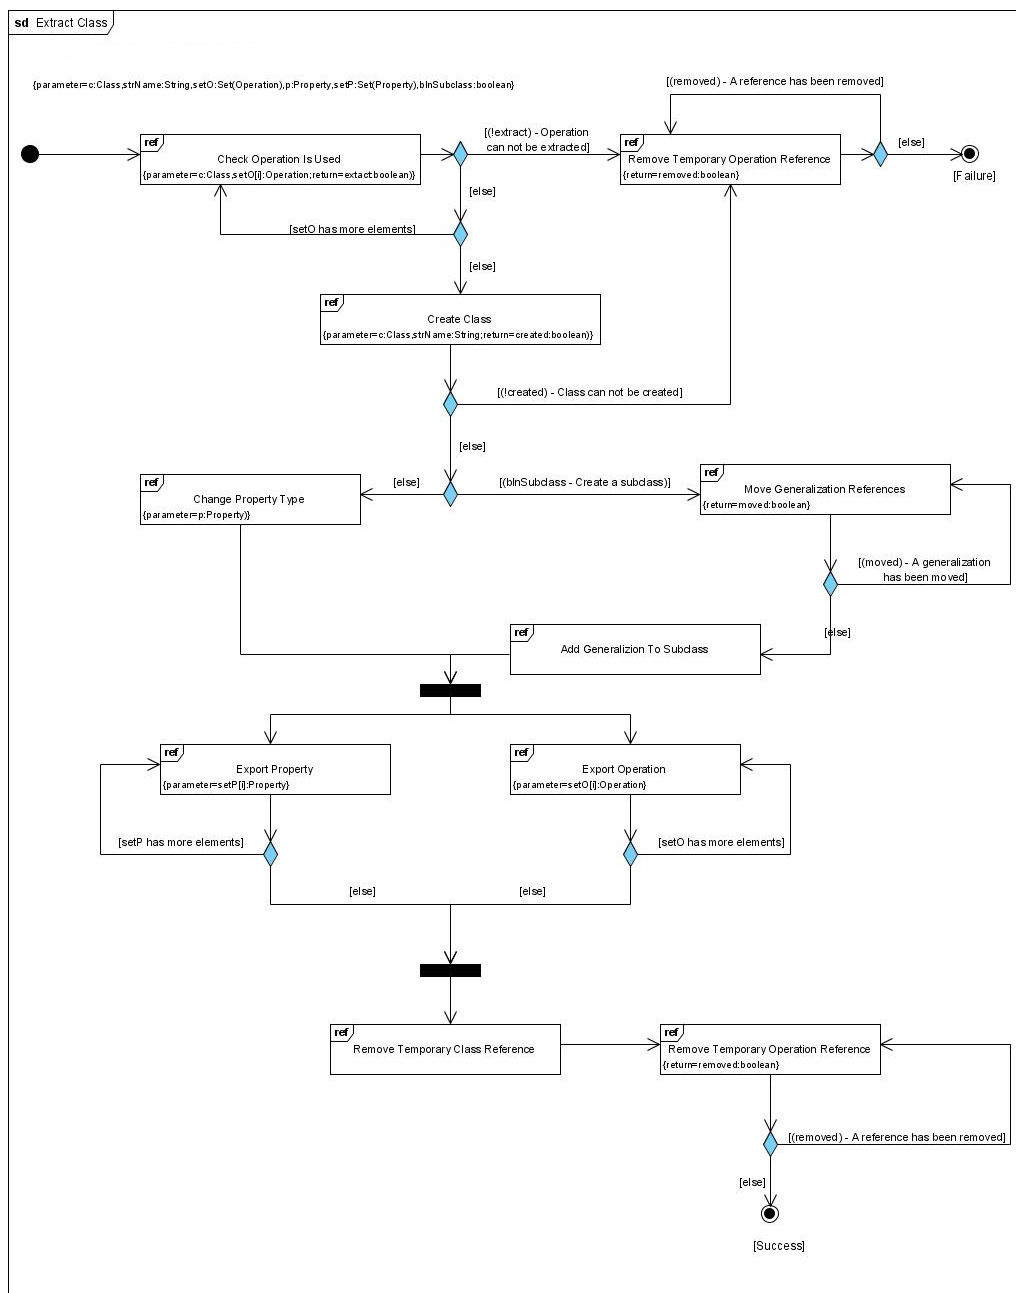 sd Extract Class
{parameter=c:Class,strName:String,setO:Set(Operation),p:Property,setP:Set(Property),blnSubclass:boolean}
[(removed) - A reference has been removed]
ref
Check Operation Is Used
{parameter=c:Class,setO[i]:Operation;return=extact:boolean)}
[(!extract) - Operation
can not be extracted]
ref
Remove Temporary Operation Reference
{return=removed:boolean}
[else]
[Failure]
[else]
[setO has more elements]
[else]
ref
Create Class
{parameter=c:Class,strName:String;return=created:boolean)}
[(!created) - Class can not be created]
[else]
ref
Change Property Type
{parameter=p:Property)}
[else]
[(blnSubclass - Create a subclass)]
ref
Move Generalization References
{return=moved:boolean}
[(moved) - A generalization
has been moved]
[else]
ref
Add Generalizion To Subclass
ref
Export Property
{parameter=setP[i]:Property}
ref
Export Operation
{parameter=setO[i]:Operation}
[setP has more elements]
[setO has more elements]
[else]
[else]
ref
Remove Temporary Class Reference
ref
Remove Temporary Operation Reference
{return=removed:boolean}
[(removed) - A reference has been removed]
[else]
[Success]